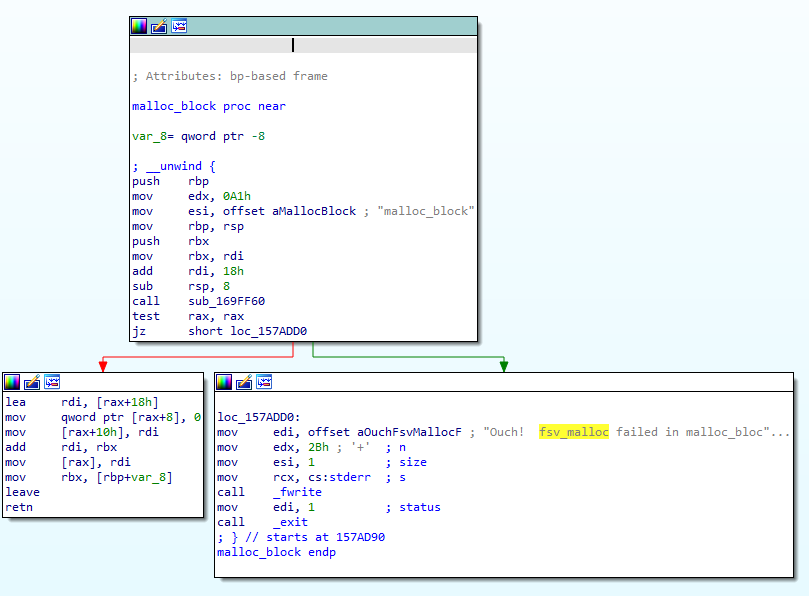 ; Attributes: bp-based frame
malloc_block proc near
var_8= qword ptr -8
; __unwind {
push    rbp
mov     edx, 0A1h
mov     esi, offset aMallocBlock ; "malloc_block"
mov     rbp, rsp
push    rbx
mov     rbx, rdi
add     rdi, 18h
sub     rsp, 8
call    sub_169FF60
test    rax, rax
jz      short loc_157ADD0
lea     rdi, [rax+18h]
mov     qword ptr [rax+8], 0
mov     [rax+10h], rdi
add     rdi, rbx
mov     [rax], rdi
mov     rbx, [rbp+var_8]
leave
retn
loc_157ADD0:
mov     edi, offset aOuchFsvMallocF ; "Ouch!  fsv_malloc failed in malloc_bloc"...
mov     edx, 2Bh ; '+'  ; n
mov     esi, 1          ; size
mov     rcx, cs:stderr  ; s
call    _fwrite
mov     edi, 1          ; status
call    _exit
; } // starts at 157AD90
malloc_block endp